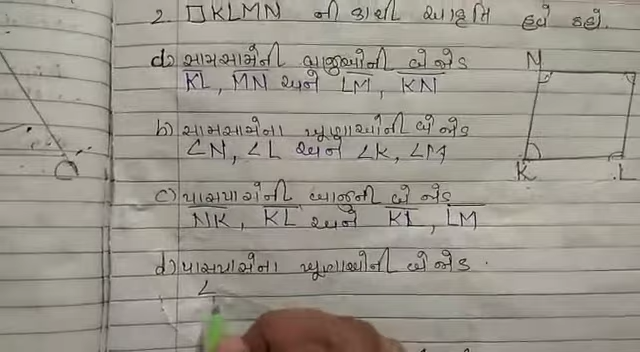 2. □KLMN ની કાચી આકૃતિ હવે કહો.
a) સામસામેની બાજુઓની બે જોડ
KL, MN અને LM, KN
b) સામસામેના ખૂણાઓની બે જોડ
∠N, ∠L અને ∠K, ∠M
c) પાસપાસેની બાજુની બે જોડ
NK, KL અને KL, LM
d) પાસપાસેના ખૂણાઓની બે જોડ.
∠
N
K
L